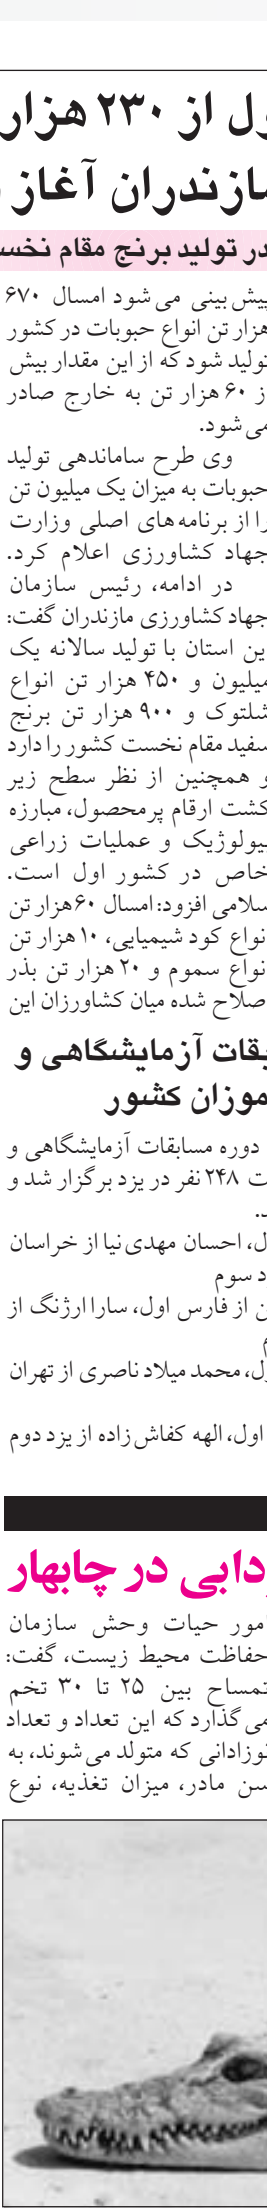 ول از ۲۳۰ هزار
مازندران آغاز
در تولید برنج مقام نخست
پیش‌بینی می‌شود امسال ۶۷۰
هزار تن انواع حبوبات در کشور
تولید شود که از این مقدار بیش
از ۶۰ هزار تن به خارج صادر
می‌شود.
وی طرح ساماندهی تولید
حبوبات به میزان یک میلیون تن
را از برنامه‌های اصلی وزارت
جهاد کشاورزی اعلام کرد.
در ادامه، رئیس سازمان
جهاد کشاورزی مازندران گفت:
این استان با تولید سالانه یک
میلیون و ۴۵۰ هزار تن انواع
شلتوک و ۹۰۰ هزار تن برنج
سفید مقام نخست کشور را دارد
و همچنین از نظر سطح زیر
کشت ارقام پرمحصول، مبارزه
بیولوژیک و عملیات زراعی
خاص در کشور اول است.
سلامی افزود: امسال ۶۰ هزار تن
انواع کود شیمیایی، ۱۰ هزار تن
انواع سموم و ۲۰ هزار تن بذر
اصلاح شده میان کشاورزان این
بقات آزمایشگاهی و
موزان کشور
دوره مسابقات آزمایشگاهی و
ت ۲۴۸ نفر در یزد برگزار شد و
د.
ل، احسان مهدی‌نیا از خراسان
د سوم
ن از فارس اول، سارا ارژنگ از
م
ل، محمد میلاد ناصری از تهران
اول، الهه کفاش‌زاده از یزد دوم
دابی در چابهار
امور حیات وحش سازمان
حفاظت محیط زیست، گفت:
تمساح بین ۲۵ تا ۳۰ تخم
می‌گذارد که این تعداد و تعداد
نوزادانی که متولد می‌شوند، به
سن مادر، میزان تغذیه، نوع